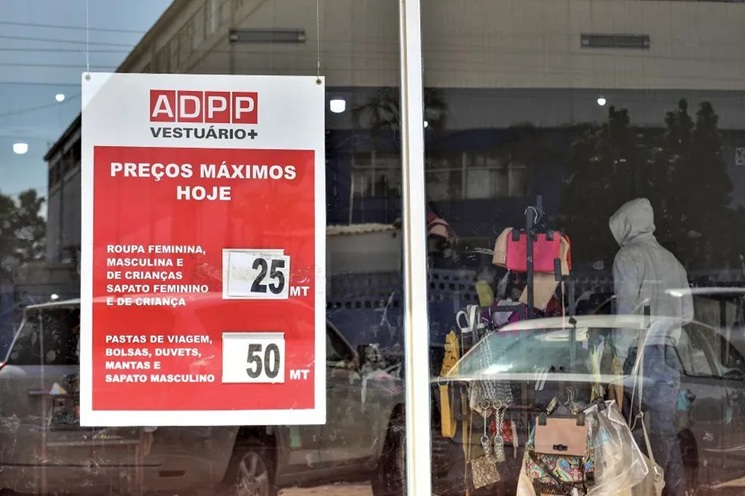 ADPP
VESTUÁRIO+
PREÇOS MÁXIMOS
HOJE
ROUPA FEMININA,
MASCULINA E
DE CRIANÇAS
SAPATO FEMININO
E DE CRIANÇA
25 MT
PASTAS DE VIAGEM,
BOLSAS, DUVETS,
MANTAS E
SAPATO MASCULINO
50 MT